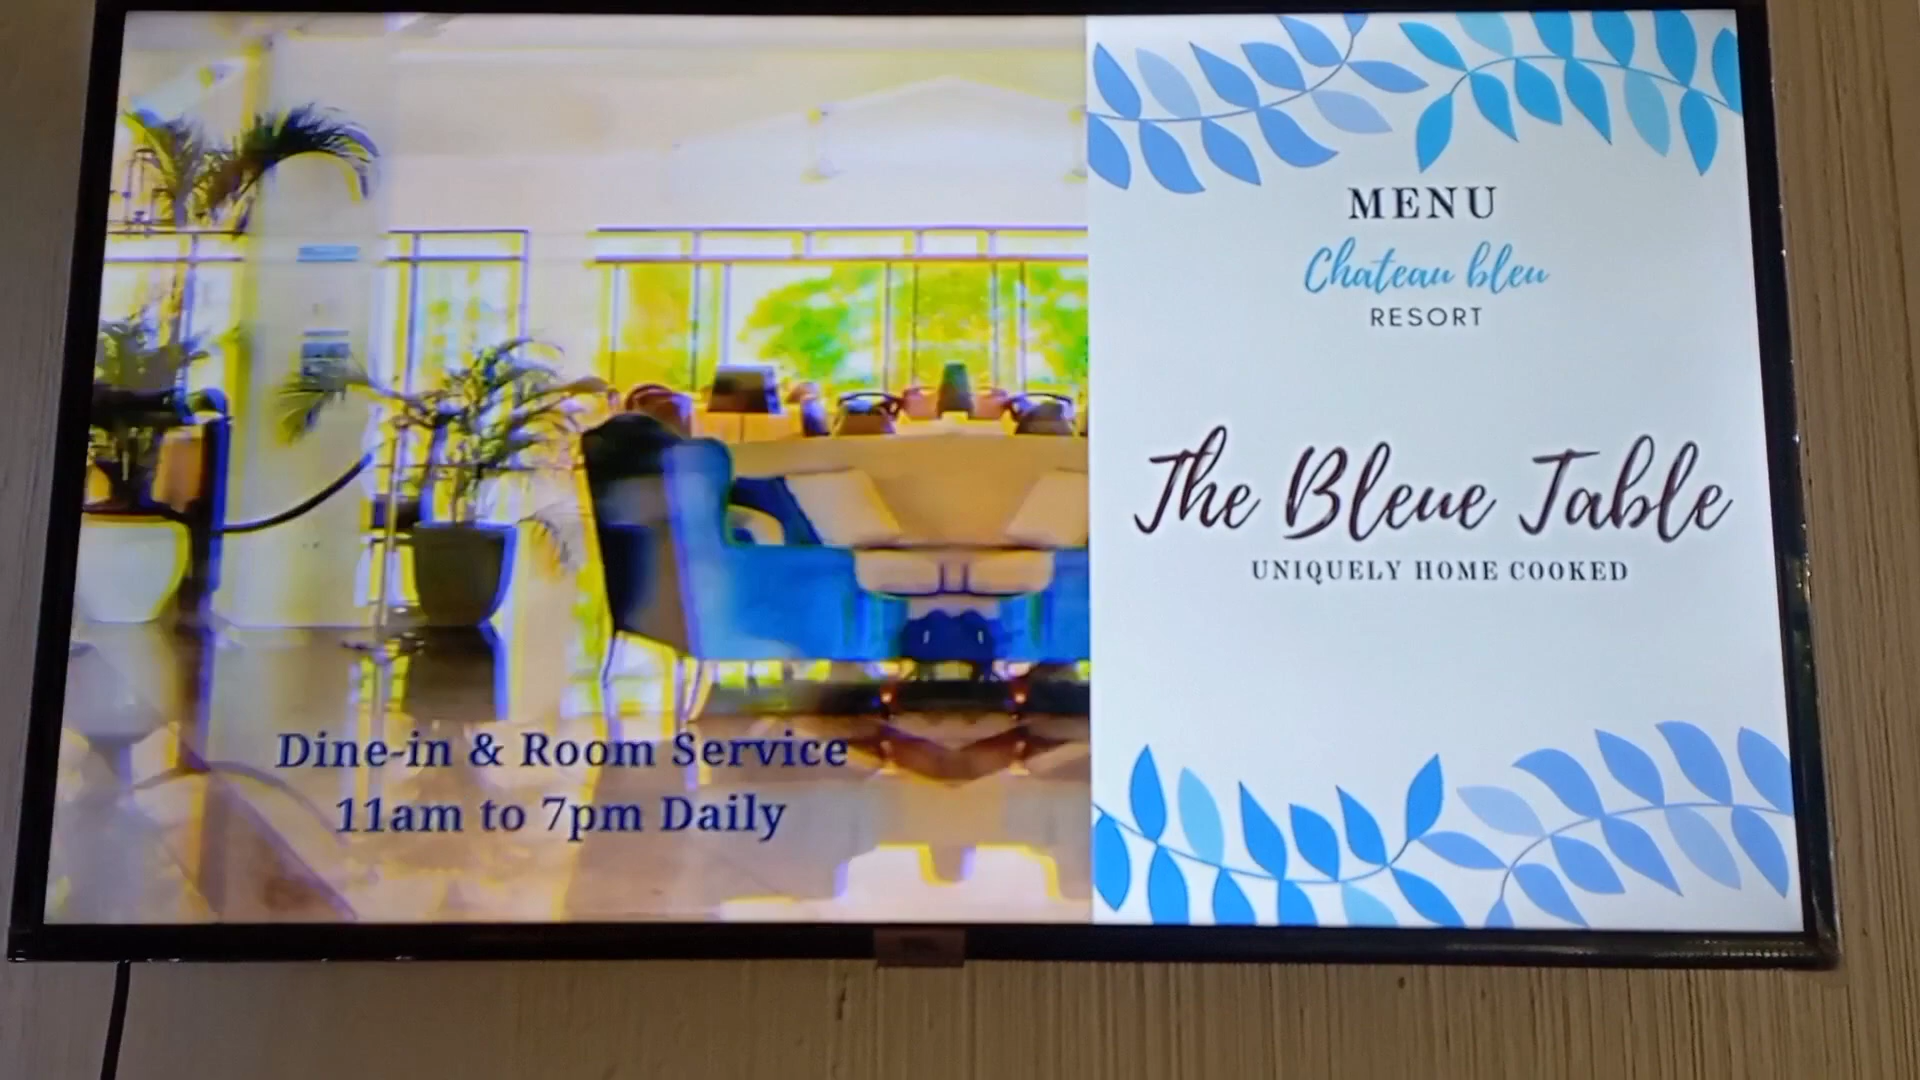 MENU
Chateau bleu
RESORT
The Bleue Table
UNIQUELY HOME COOKED
Dine-in & Room Service
11am to 7pm Daily